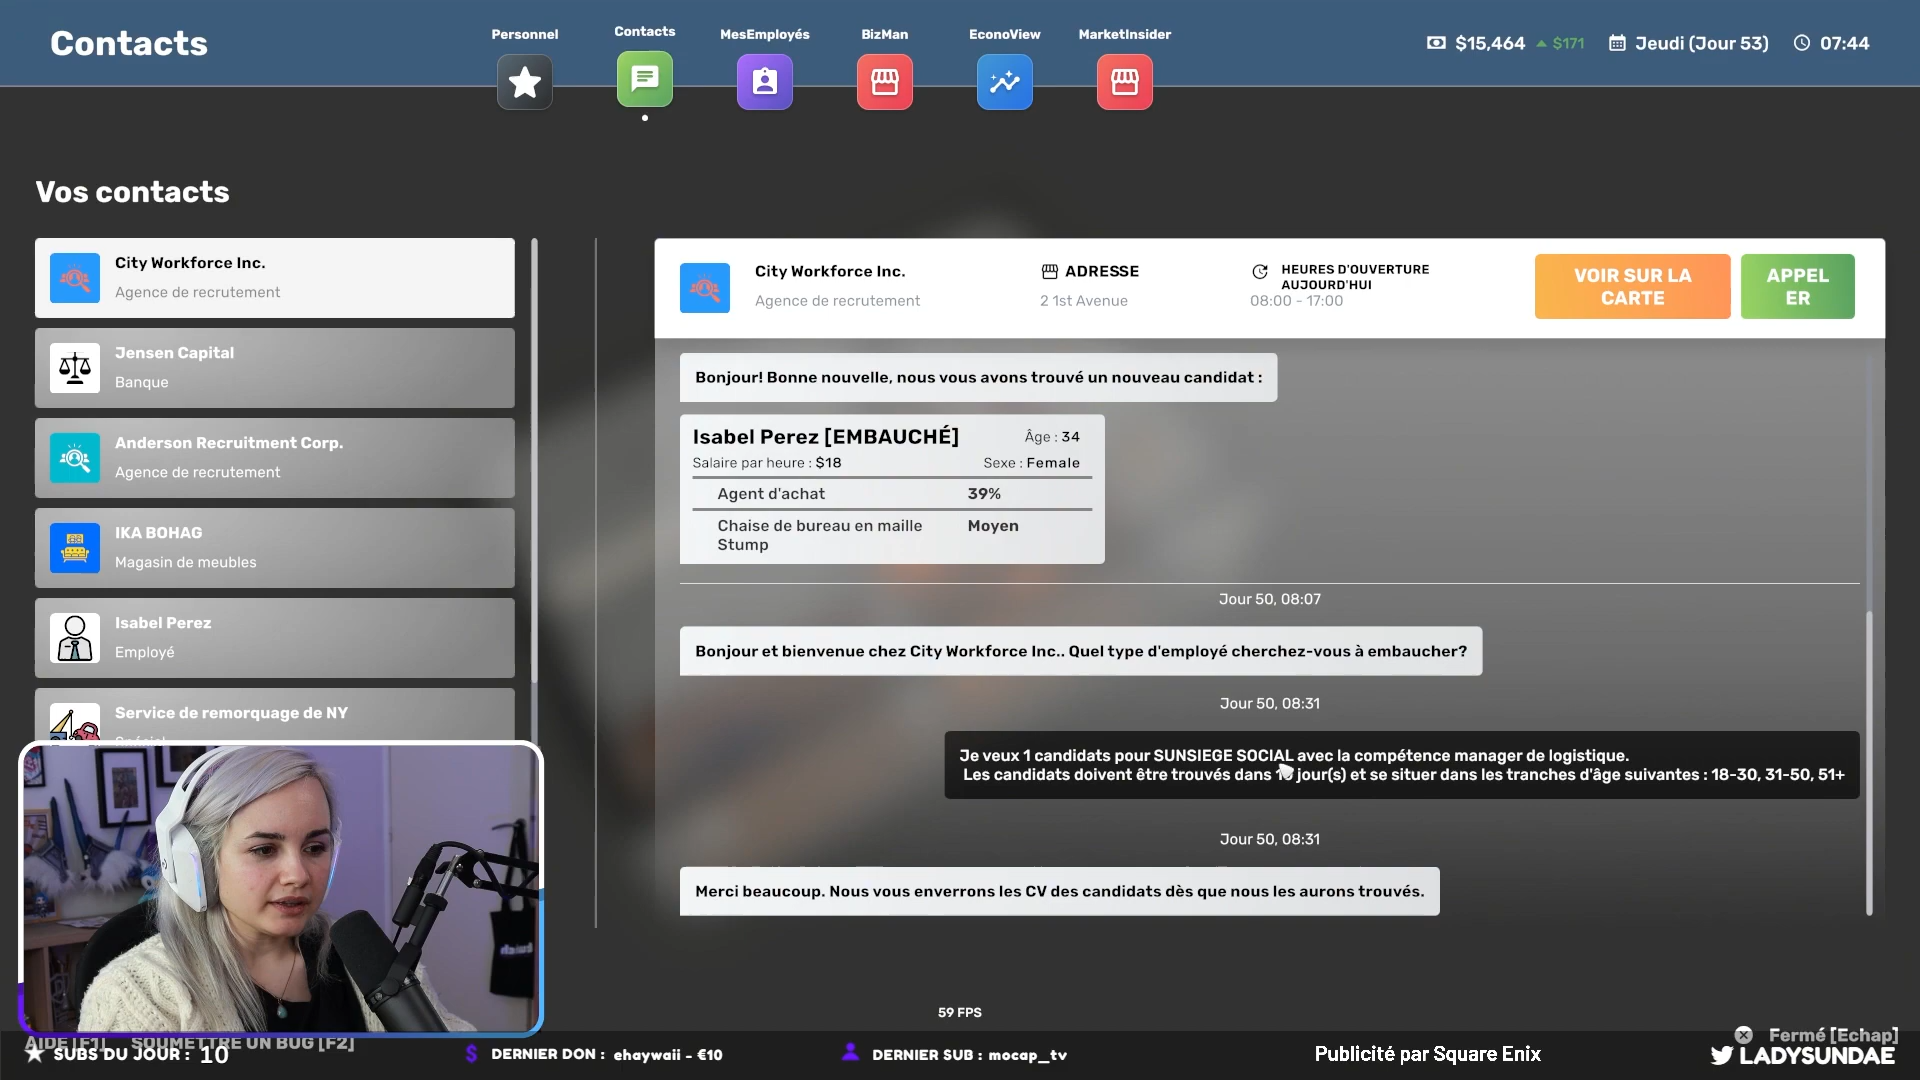 Contacts
Personnel
Contacts
MesEmployés
BizMan
EconoView
MarketInsider
$15,464
$171
Jeudi (Jour 53)
07:44
Vos contacts
City Workforce Inc.
Agence de recrutement
Jensen Capital
Banque
Anderson Recruitment Corp.
Agence de recrutement
IKA BOHAG
Magasin de meubles
Isabel Perez
Employé
Service de remorquage de NY
City Workforce Inc.
Agence de recrutement
ADRESSE
2 1st Avenue
HEURES D'OUVERTURE
AUJOURD'HUI
08:00 - 17:00
VOIR SUR LA
CARTE
APPEL
ER
Bonjour! Bonne nouvelle, nous vous avons trouvé un nouveau candidat :
Isabel Perez [EMBAUCHÉ]
Âge : 34
Salaire par heure : $18
Sexe : Female
Agent d'achat
39%
Chaise de bureau en maille
Stump
Moyen
Jour 50, 08:07
Bonjour et bienvenue chez City Workforce Inc.. Quel type d'employé cherchez-vous à embaucher?
Jour 50, 08:31
Je veux 1 candidats pour SUNSIEGE SOCIAL avec la compétence manager de logistique.
Les candidats doivent être trouvés dans jour(s) et se situer dans les tranches d'âge suivantes : 18-30, 31-50, 51+
Jour 50, 08:31
Merci beaucoup. Nous vous enverrons les CV des candidats dès que nous les aurons trouvés.
59 FPS
AIDE [F1]
SOUMETTRE UN BUG [F2]
Fermé [Echap]
SUBS DU JOUR : 10
DERNIER DON : ehaywaii - €10
DERNIER SUB : mocap_tv
Publicité par Square Enix
LADYSUNDAE